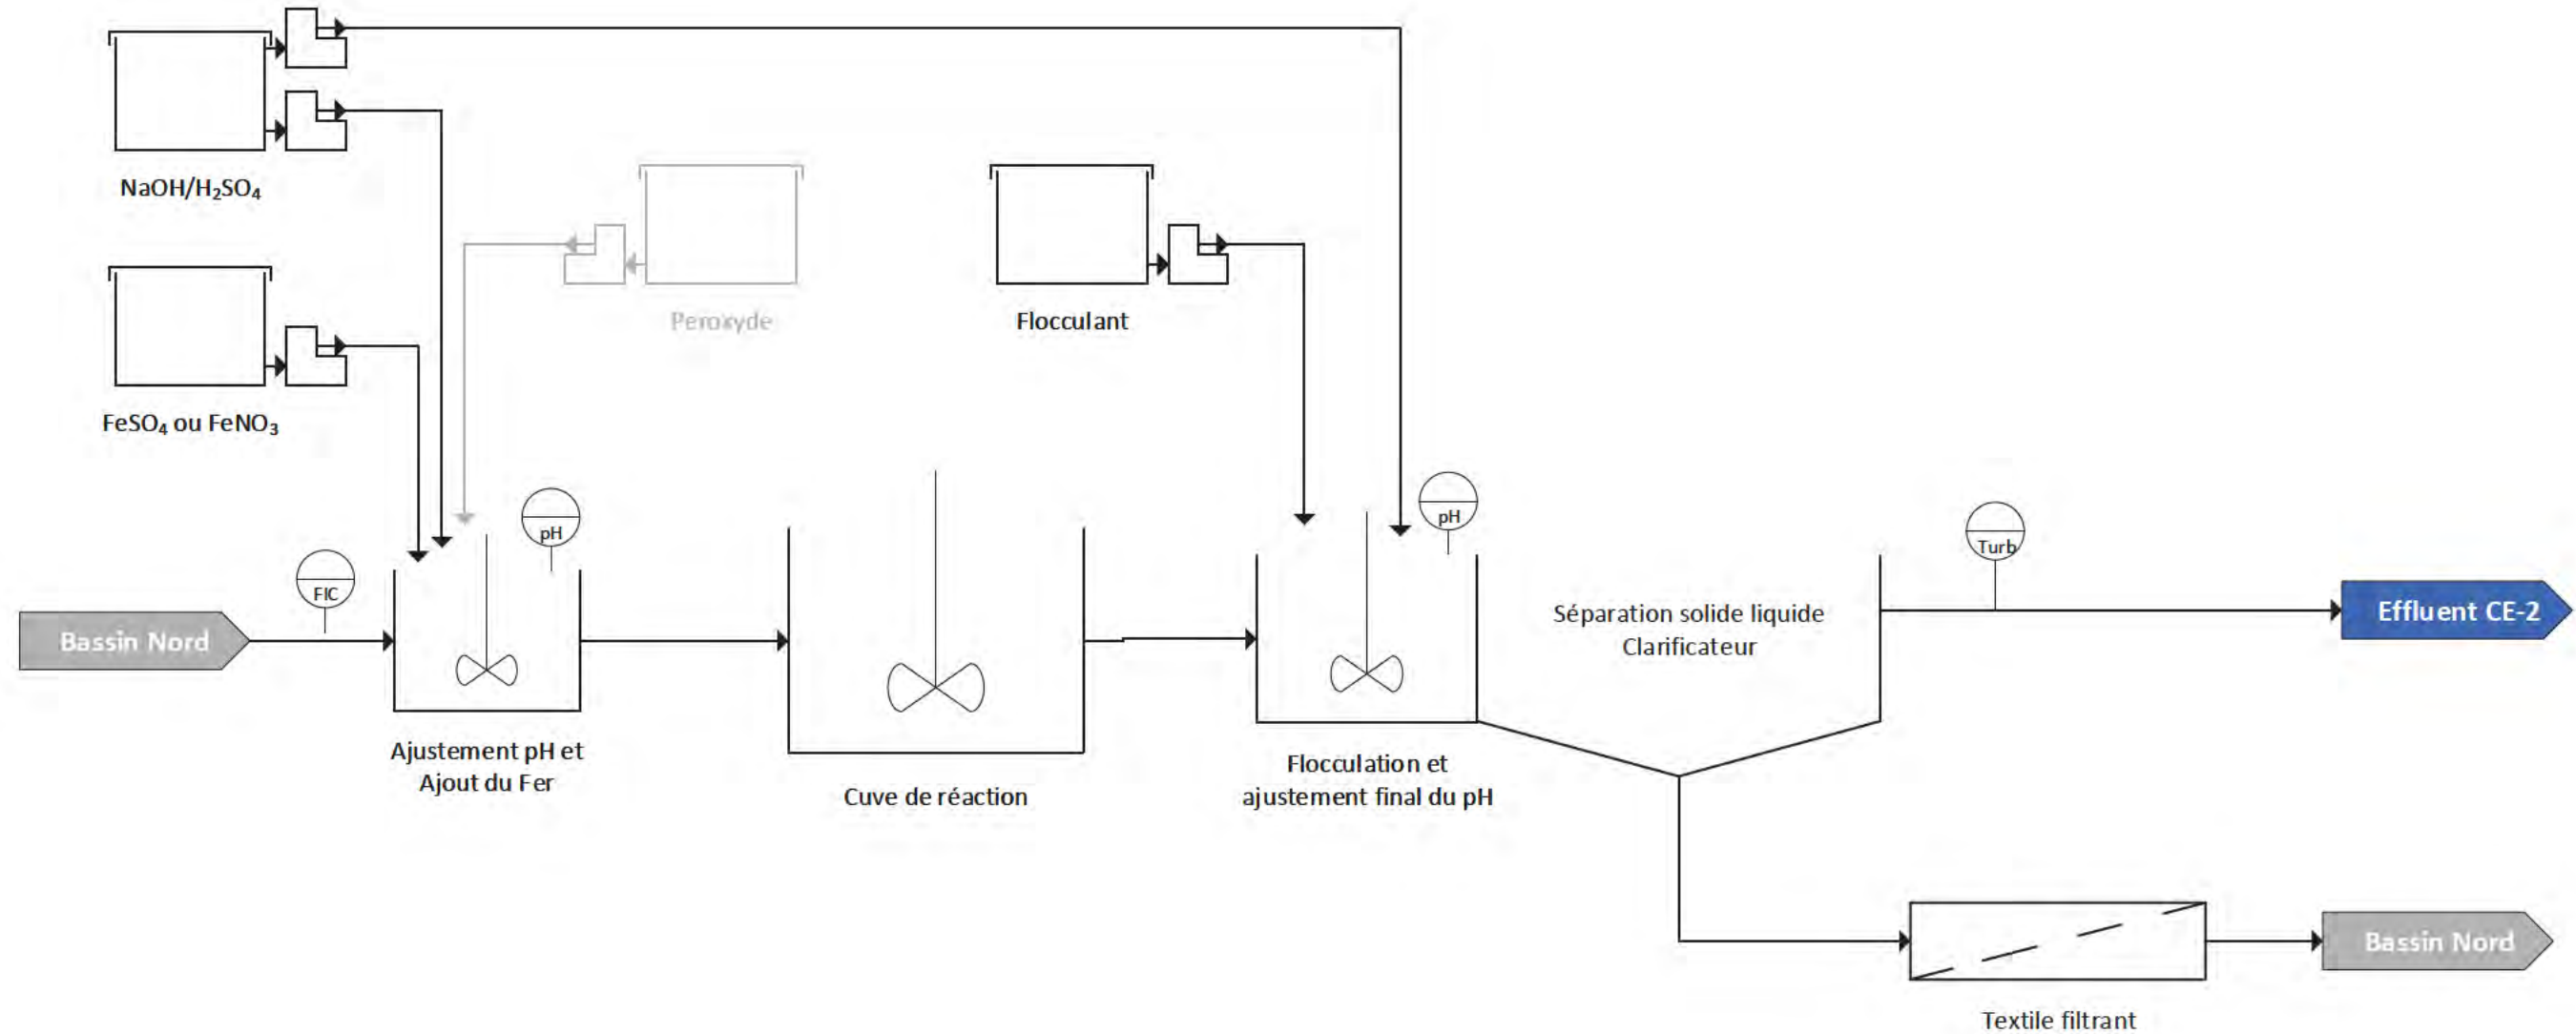 NaOH/H₂SO₄
Peroxyde
Flocculant
FeSO₄ ou FeNO₃
pH
pH
Turb
FIC
Bassin Nord
Séparation solide liquide
Clarificateur
Effluent CE-2
Ajustement pH et
Ajout du Fer
Cuve de réaction
Flocculation et
ajustement final du pH
Bassin Nord
Textile filtrant